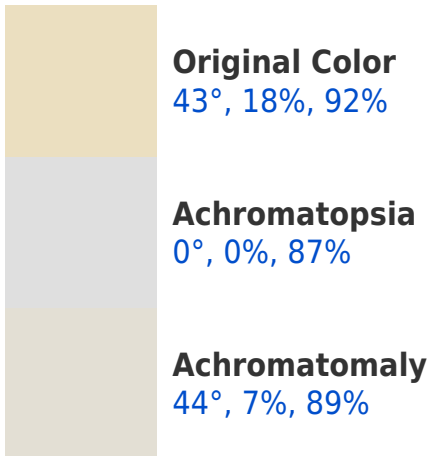 Original Color
43°, 18%, 92%
Achromatopsia
0°, 0%, 87%
Achromatomaly
44°, 7%, 89%